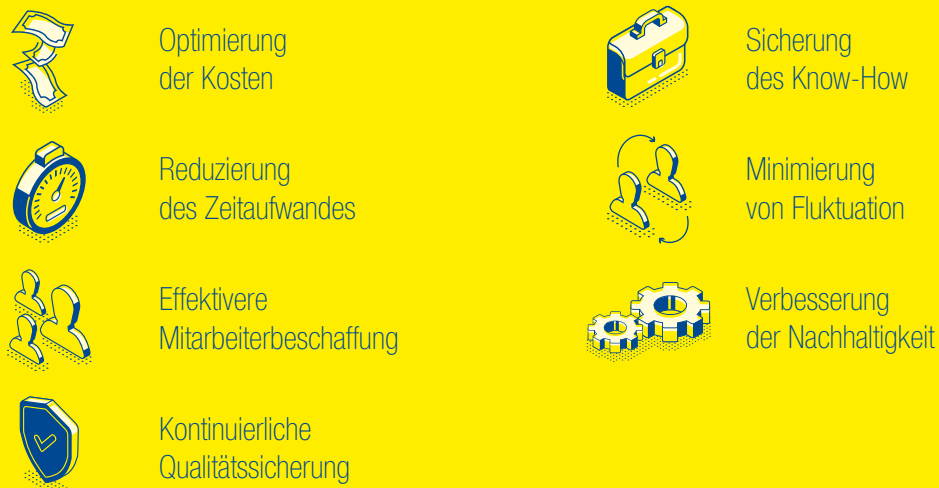 Optimierung
der Kosten
Reduzierung
des Zeitaufwandes
Effektivere
Mitarbeiterbeschaffung
Kontinuierliche
Qualitätssicherung
Sicherung
des Know-How
Minimierung
von Fluktuation
Verbesserung
der Nachhaltigkeit